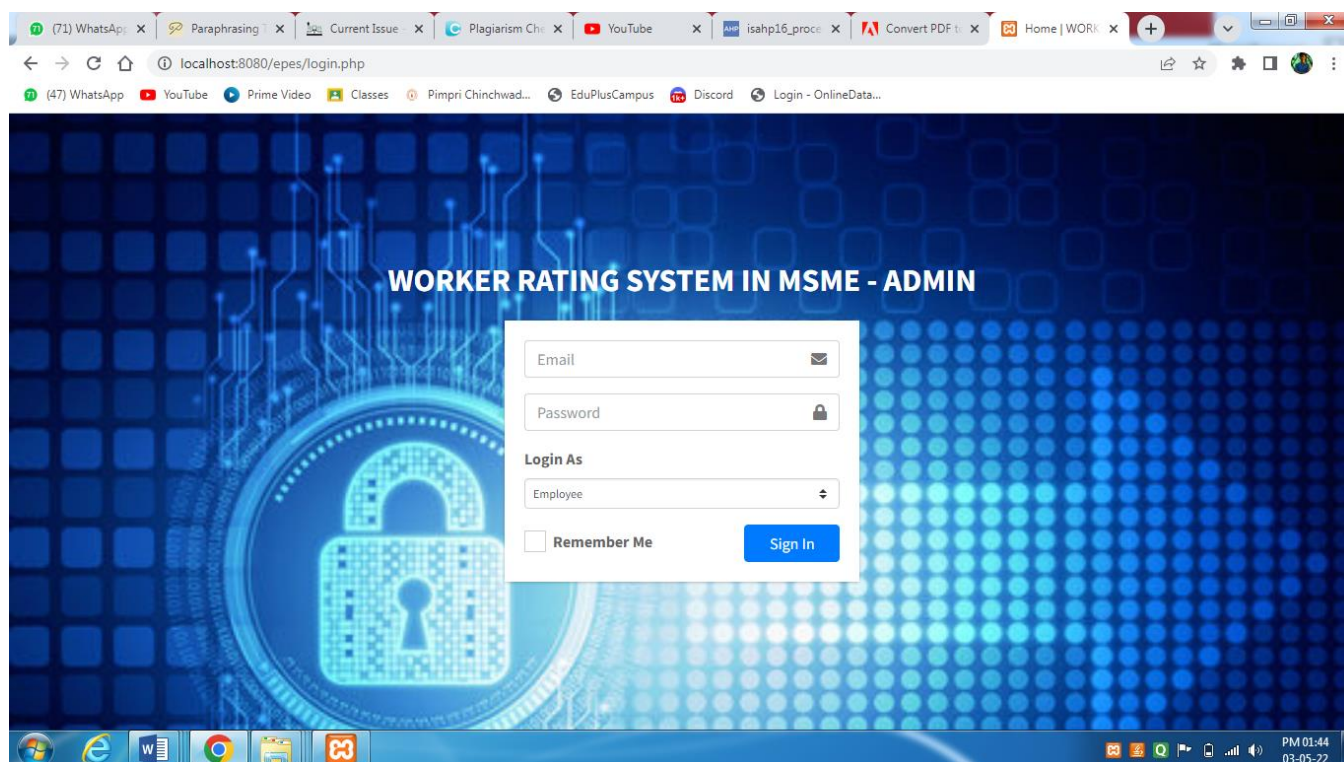 (71) WhatsApp
Paraphrasing T
Current Issue -
Plagiarism Che
YouTube
isahp16_proce
Convert PDF to
Home | WORK
localhost:8080/epes/login.php
(47) WhatsApp YouTube Prime Video Classes Pimpri Chinchwad... EduPlusCampus Discord Login - OnlineData...
WORKER RATING SYSTEM IN MSME - ADMIN
Email
Password
Login As
Employee
Remember Me Sign In
PM 01:44
03-05-22